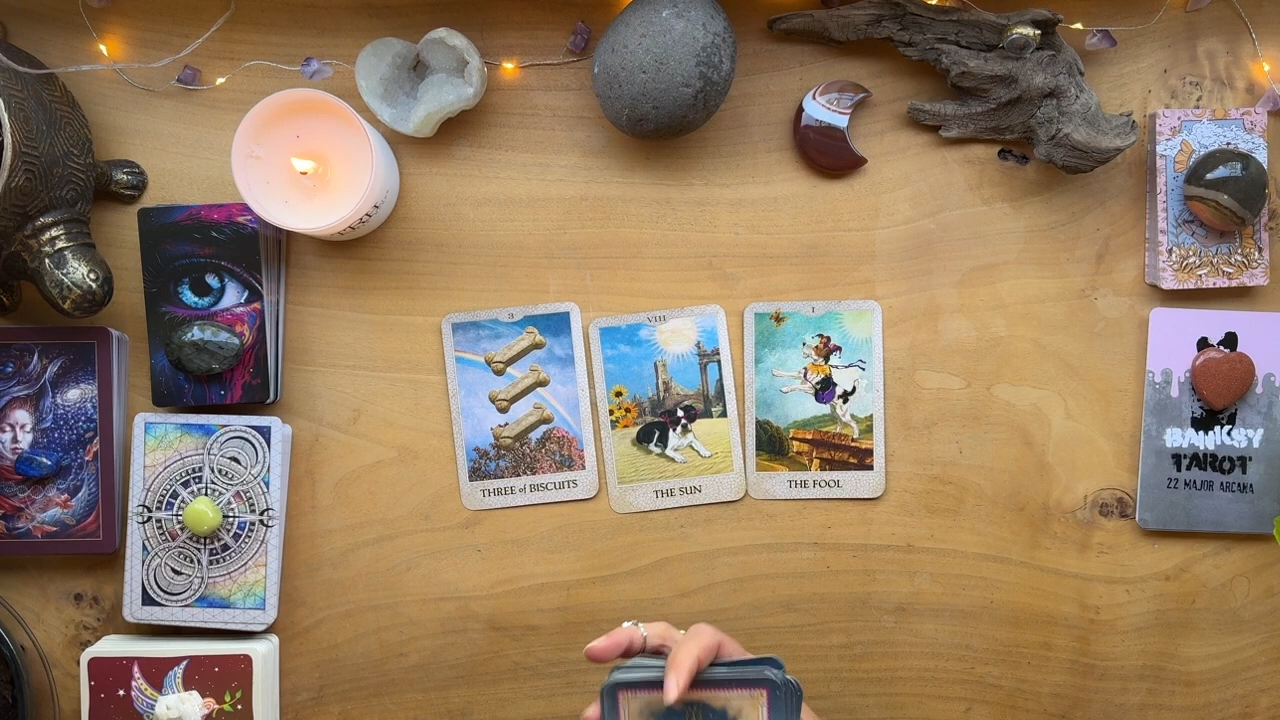 3
THREE of BISCUITS
VIII
THE SUN
I
THE FOOL
BANKSY
TAROT
22 MAJOR ARCANA